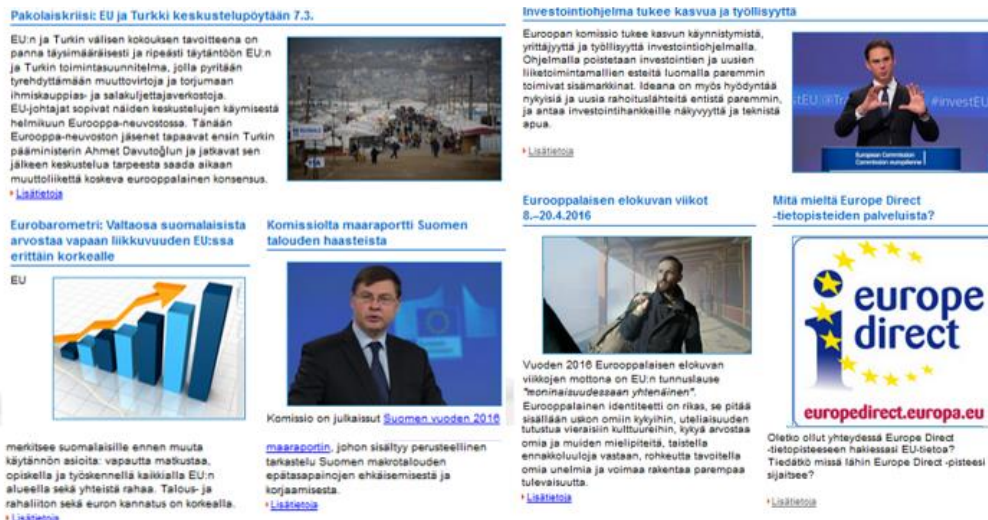 Pakolaiskriisi: EU ja Turkki keskustelupöytään 7.3.
EU:n ja Turkin välisen kokouksen tavoitteena on
panna täysimääräisesti ja ripeästi täytäntöön EU:n
ja Turkin toimintasuunnitelma, jolla pyritään
tyrehdyttämään muuttovirtoja ja torjumaan
ihmiskauppias- ja salakuljettajaverkostoja.
EU-johtajat sopivat näiden keskustelujen käymisestä
helmikuun Eurooppa-neuvostossa. Tänään
Eurooppa-neuvoston jäsenet tapaavat ensin Turkin
pääministerin Ahmet Davutoğlun ja jatkavat sen
jälkeen keskustelua tarpeesta saada aikaan
muuttoliikettä koskeva eurooppalainen konsensus.
Lisätietoja
Eurobarometri: Valtaosa suomalaisista
arvostaa vapaan liikkuvuuden EU:ssa
erittäin korkealle
EU
merkitsee suomalaisille ennen muuta
käytännön asioita: vapautta matkustaa,
opiskella ja työskennellä kaikkialla EU:n
alueella sekä yhteistä rahaa. Talous- ja
rahaliiton sekä euron kannatus on korkealla.
Lisätietoja
Komissiolta maaraportti Suomen
talouden haasteista
Komissio on julkaissut Suomen vuoden 2016
maaraportin, johon sisältyy perusteellinen
tarkastelu Suomen makrotalouden
epätasapainojen ehkäisemisestä ja
korjaamisesta.
Lisätietoja
Investointiohjelma tukee kasvua ja työllisyyttä
Euroopan komissio tukee kasvun käynnistymistä,
yrittäjyyttä ja työllisyyttä investointiohjelmalla.
Ohjelmalla poistetaan investointien ja uusien
liiketoimintamallien esteitä luomalla paremmin
toimivat sisämarkkinat. Ideana on myös hyödyntää
nykyisiä ja uusia rahoituslähteitä entistä paremmin,
ja antaa investointihankkeille näkyvyyttä ja teknistä
apua.
Lisätietoja
#investEU
European Commission
Commission européenne
Eurooppalaisen elokuvan viikot
8.–20.4.2016
Vuoden 2016 Eurooppalaisen elokuvan
viikkojen mottona on EU:n tunnuslause
"moninaisuudessaan yhtenäinen".
Eurooppalainen identiteetti on rikas, se pitää
sisällään uskon omiin kykyihin, uteliaisuuden
tutustua vieraisiin kulttuureihin, kykyä arvostaa
omia ja muiden mielipiteitä, taistella
ennakkoluuloja vastaan, rohkeutta tavoitella
omia unelmia ja voimaa rakentaa parempaa
tulevaisuutta.
Lisätietoja
Mitä mieltä Europe Direct
-tietopisteiden palveluista?
europe
direct
europedirect.europa.eu
Oletko ollut yhteydessä Europe Direct
-tietopisteeseen hakiessasi EU-tietoa?
Tiedätkö missä lähin Europe Direct -pisteesi
sijaitsee?
Lisätietoja